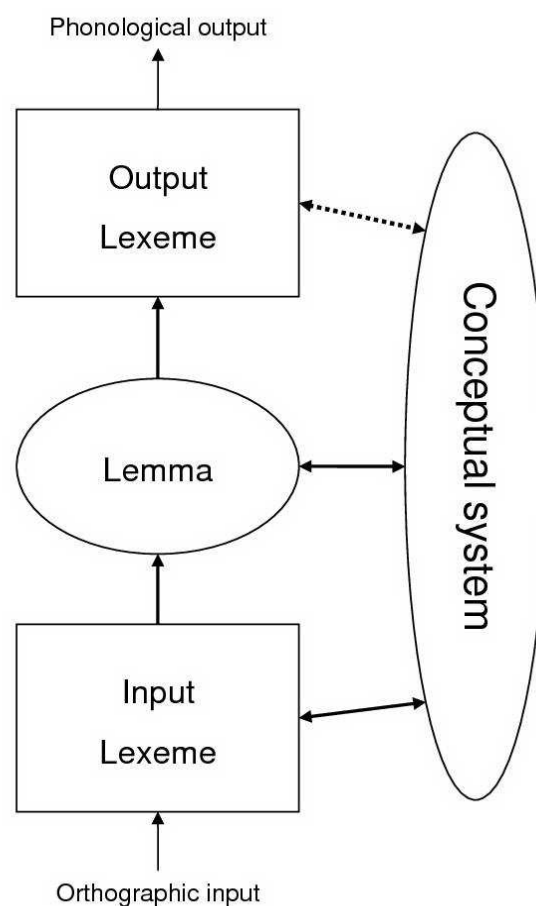 Phonological output
Output
Lexeme
Conceptual system
Lemma
Input
Lexeme
Orthographic input